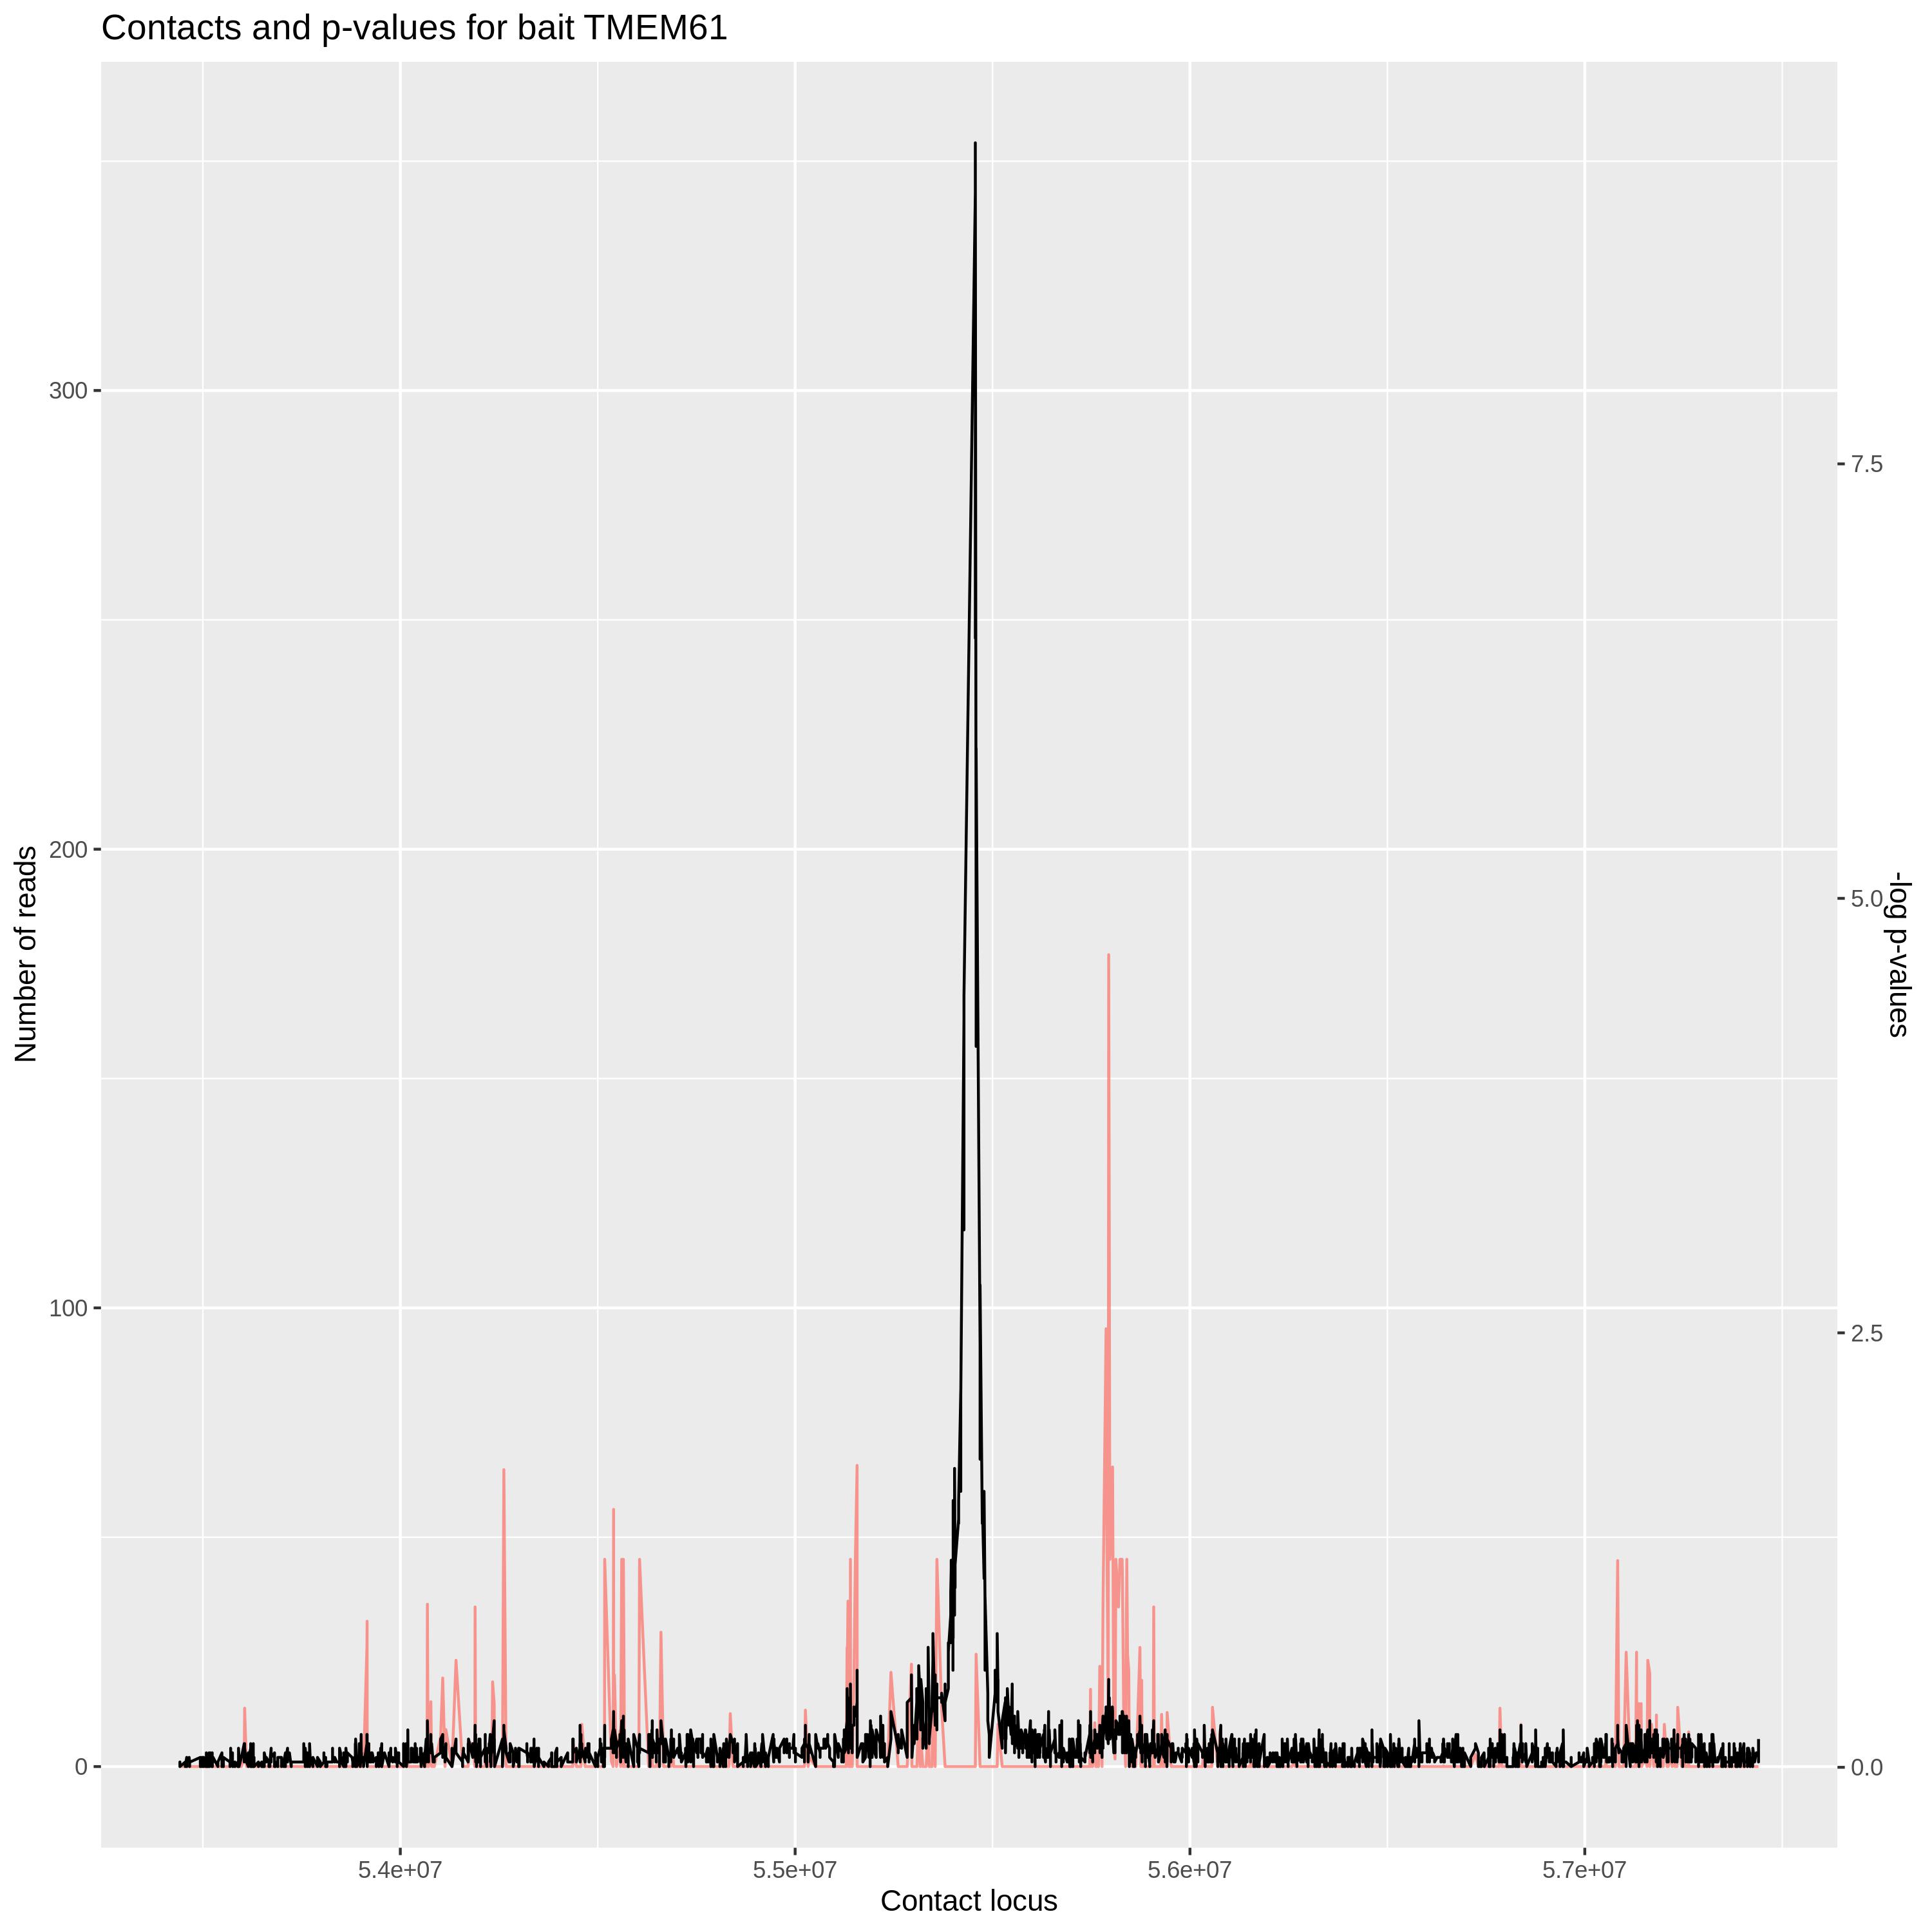 Contacts and p-values for bait TMEM61
300
200
100
0
Number of reads
7.5
5.0
2.5
0.0
-log p-values
5.4e+07
5.5e+07
5.6e+07
5.7e+07
Contact locus